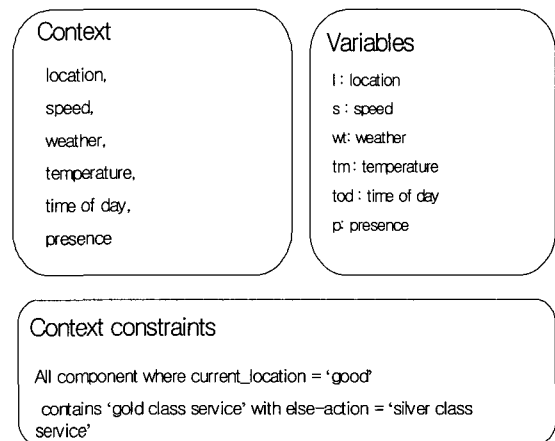 Context
location,
speed,
weather,
temperature,
time of day,
presence
Variables
l : location
s : speed
wt: weather
tm : temperature
tod : time of day
p: presence
Context constraints
All component where current_location = ‘good’
contains ‘gold class service’ with else-action = ‘silver class
service’